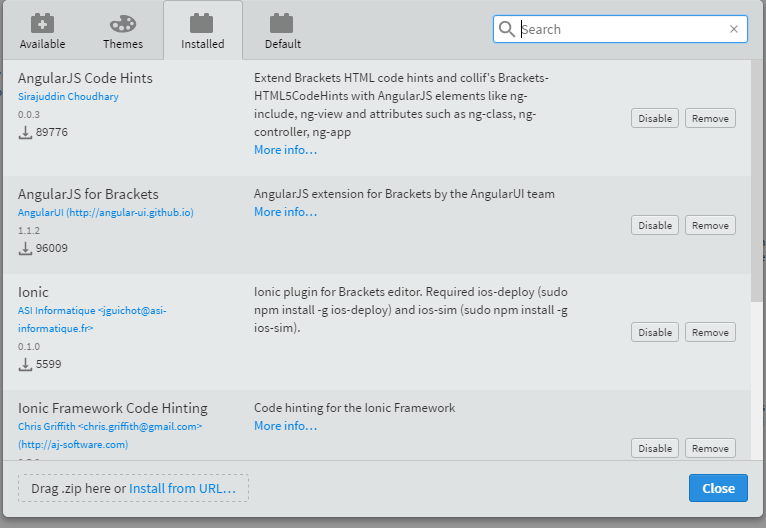 Available
Themes
Installed
Default
Search
AngularJS Code Hints
Sirajuddin Choudhary
0.0.3
89776
Extend Brackets HTML code hints and collif's Brackets-
HTML5CodeHints with AngularJS elements like ng-
include, ng-view and attributes such as ng-class, ng-
controller, ng-app
More info...
Disable
Remove
AngularJS for Brackets
AngularUI (http://angular-ui.github.io)
1.1.2
96009
AngularJS extension for Brackets by the AngularUI team
More info...
Disable
Remove
Ionic
ASI Informatique <jguichot@asi-
informatique.fr>
0.1.0
5599
Ionic plugin for Brackets editor. Required ios-deploy (sudo
npm install -g ios-deploy) and ios-sim (sudo npm install -g
ios-sim).
Disable
Remove
Ionic Framework Code Hinting
Chris Griffith <chris.griffith@gmail.com>
(http://aj-software.com)
Code hinting for the Ionic Framework
More info...
Disable
Remove
Drag .zip here or Install from URL...
Close